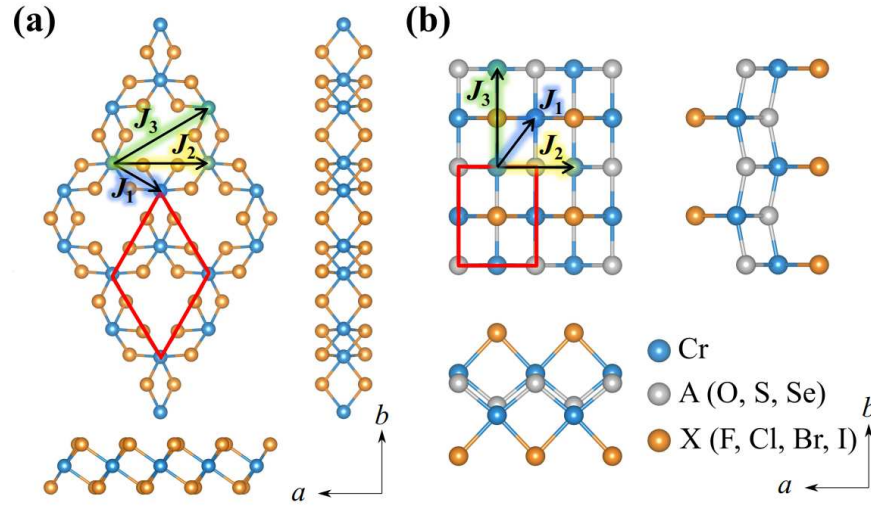 (a)
J3
J2
J1
(b)
J3
J1
J2
Cr
A (O, S, Se)
X (F, Cl, Br, I)
b
a
b
a